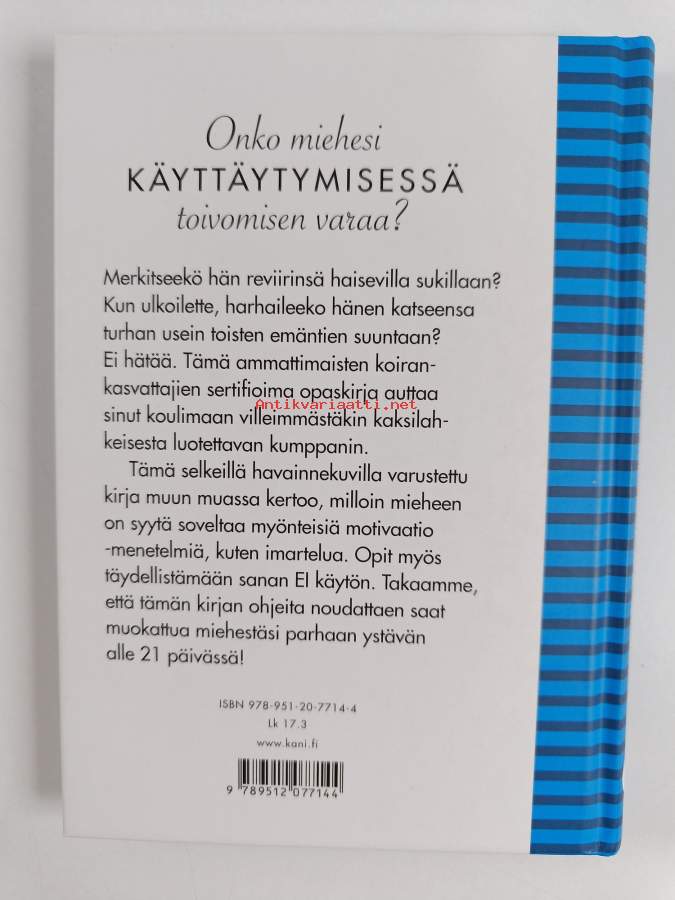 Onko miehesi
KÄYTTÄYTYMISESSÄ
toivomisen varaa?
Merkitseekö hän reviirinsä haisevilla sukillaan?
Kun ulkoilette, harhaileeko hänen katseensa
turhan usein toisten emäntien suuntaan?
Ei hätää. Tämä ammattimaisten koiran-
kasvattajien sertifioima opaskirja auttaa
Antikvariaatti.net
sinut koulimaan villeimmästäkin kaksilah-
keisesta luotettavan kumppanin.
Tämä selkeillä havainnekuvilla varustettu
kirja muun muassa kertoo, milloin mieheen
on syytä soveltaa myönteisiä motivaatio
-menetelmiä, kuten imartelua. Opit myös
täydellistämään sanan EI käytön. Takaamme,
että tämän kirjan ohjeita noudattaen saat
muokattua miehestäsi parhaan ystävän
alle 21 päivässä!
ISBN 978-951-20-7714-4
Lk 17.3
www.kani.fi
9 789512 077144